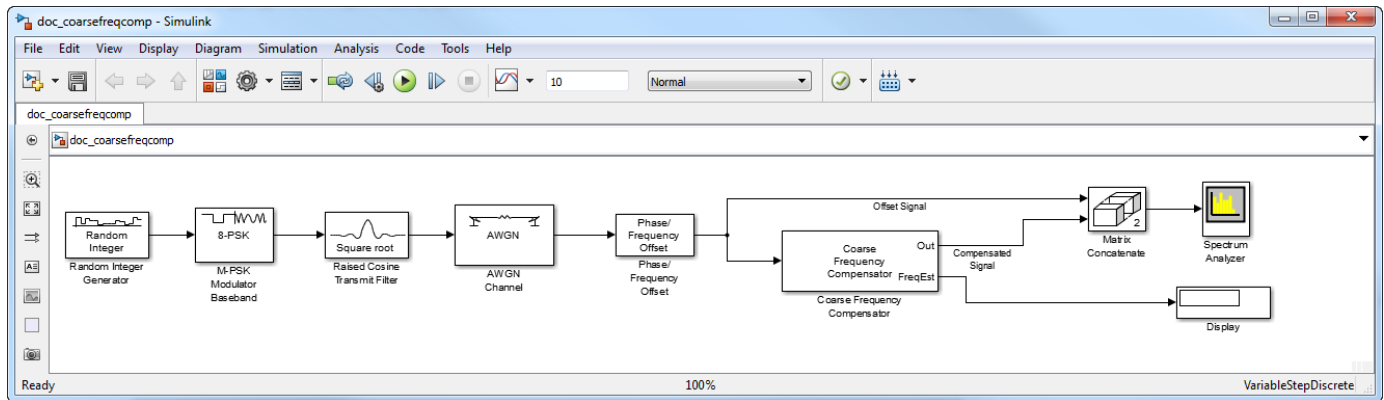 doc_coarsefreqcomp - Simulink
File Edit View Display Diagram Simulation Analysis Code Tools Help
10
Normal
doc_coarsefreqcomp
doc_coarsefreqcomp
Random
Integer
Random Integer
Generator
8-PSK
M-PSK
Modulator
Baseband
Square root
Raised Cosine
Transmit Filter
AWGN
AWGN
Channel
Phase/
Frequency
Offset
Phase/
Frequency
Offset
Offset Signal
Coarse
Frequency
Compensator
Out
FreqEst
Coarse Frequency
Compensator
Compensated
Signal
2
Matrix
Concatenate
Spectrum
Analyzer
Display
Ready
100%
VariableStepDiscrete